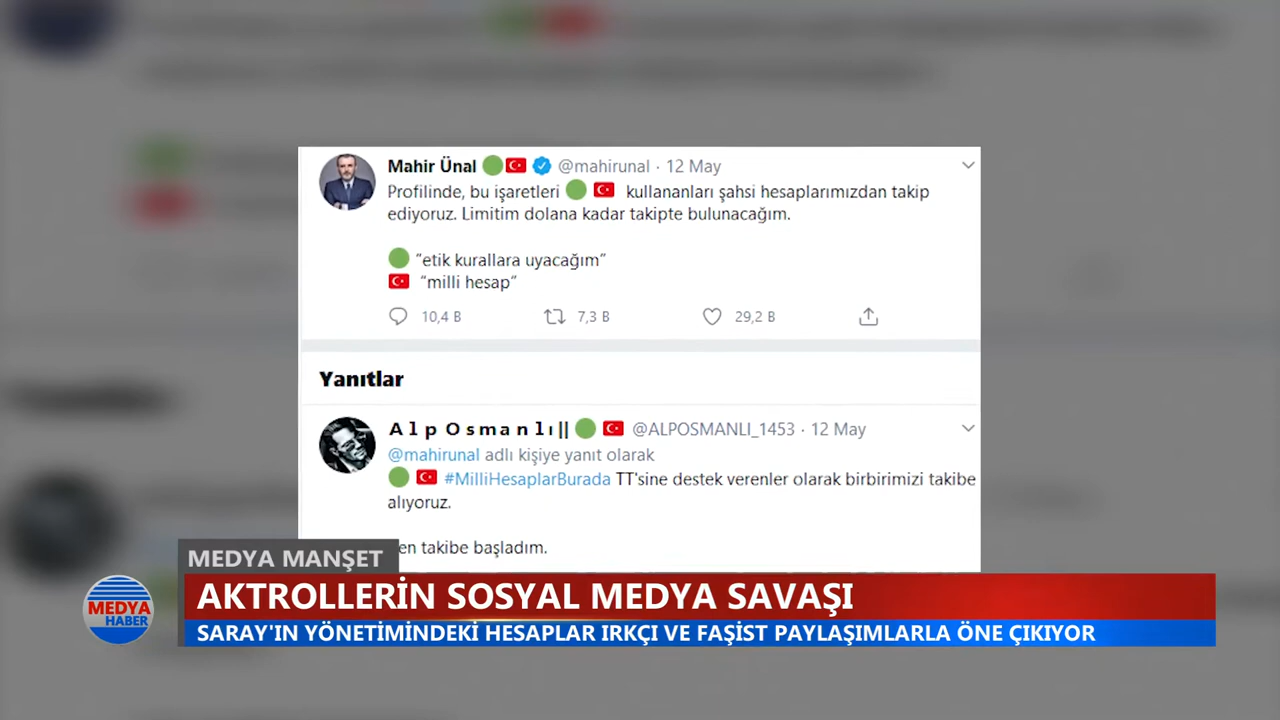 Mahir Ünal @mahirunal · 12 May
Profilinde, bu işaretleri kullananları şahsi hesaplarımızdan takip
ediyoruz. Limitim dolana kadar takipte bulunacağım.
"etik kurallara uyacağım"
"milli hesap"
10,4 B 7,3 B 29,2 B
Yanıtlar
Alp Osmanlı|| @ALPOSMANLI_1453 · 12 May
@mahirunal adlı kişiye yanıt olarak
#MilliHesaplarBurada TT'sine destek verenler olarak birbirimizi takibe
alıyoruz.
en takibe başladım.
MEDYA MANŞET
AKTROLLERİN SOSYAL MEDYA SAVAŞI
SARAY'IN YÖNETİMİNDEKİ HESAPLAR IRKÇI VE FAŞİST PAYLAŞIMLARLA ÖNE ÇIKIYOR
MEDYA
HABER